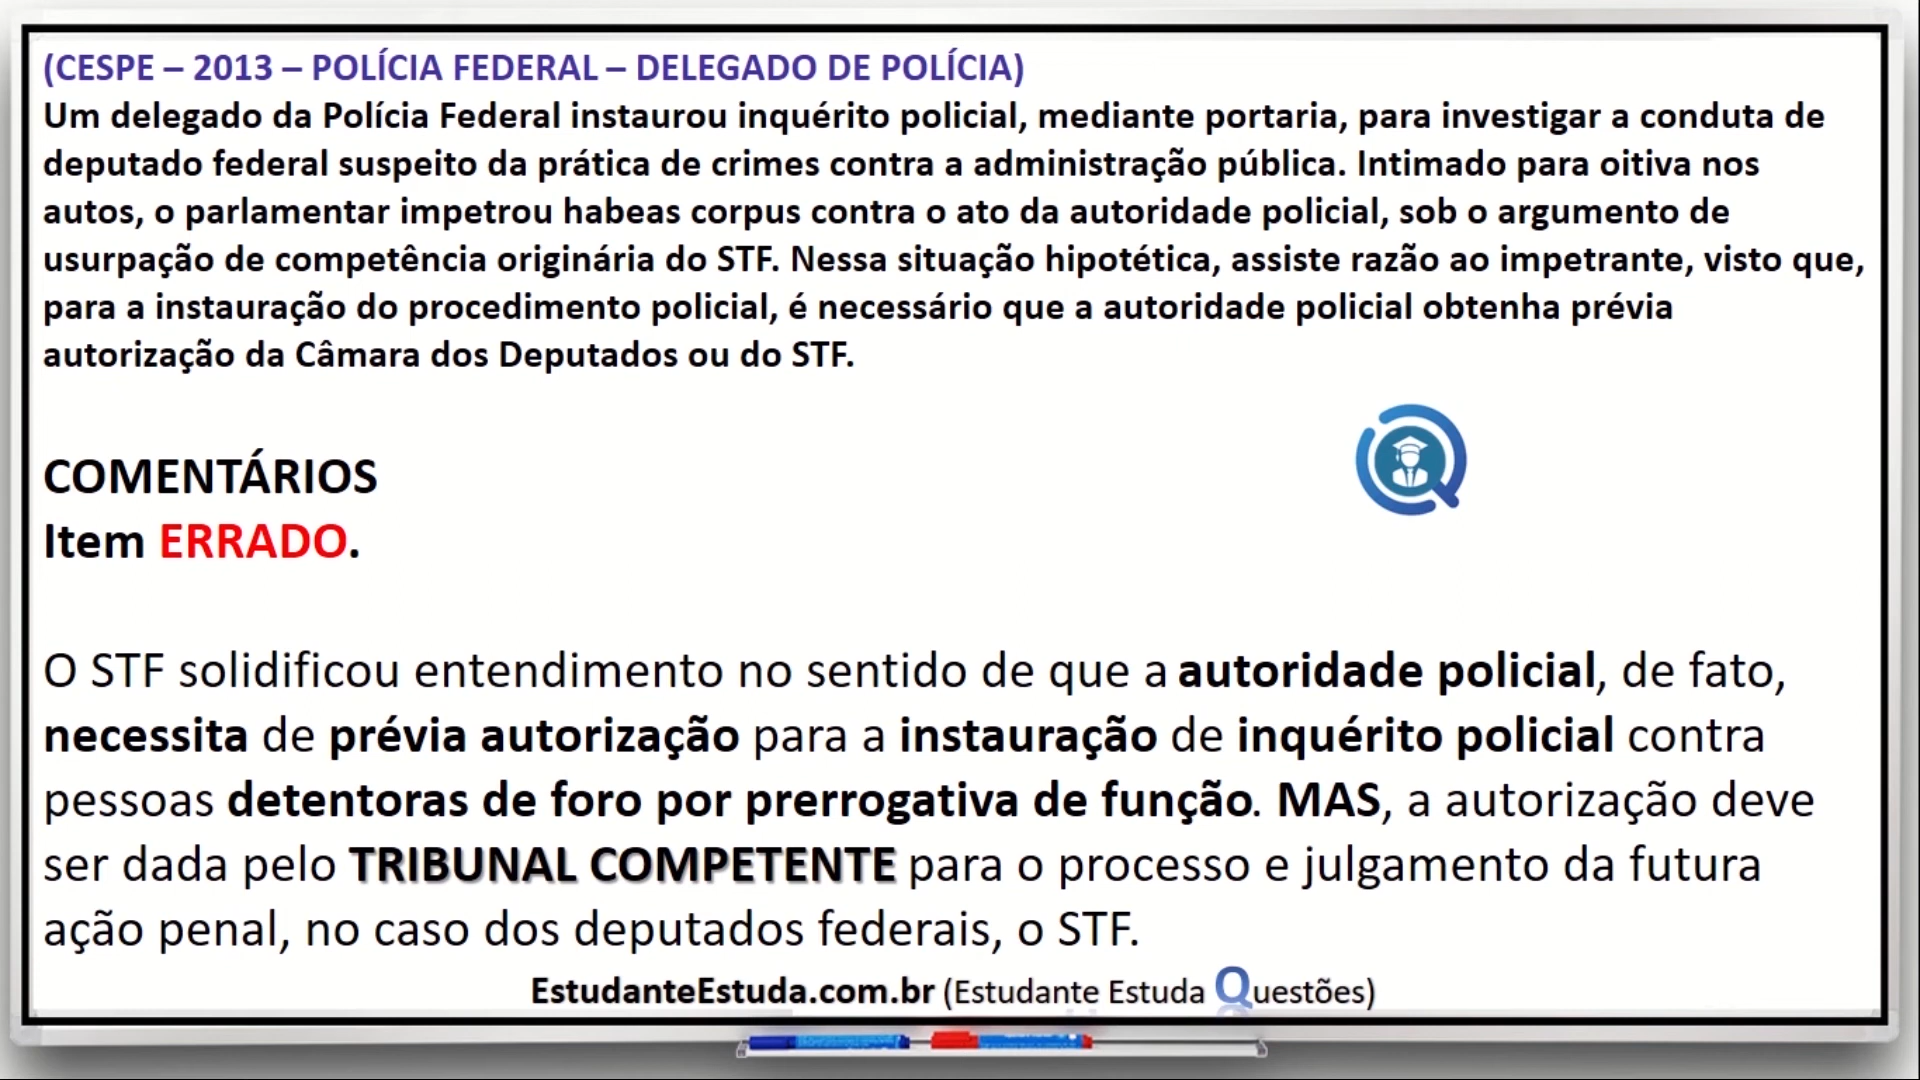 (CESPE – 2013 – POLÍCIA FEDERAL – DELEGADO DE POLÍCIA)
Um delegado da Polícia Federal instaurou inquérito policial, mediante portaria, para investigar a conduta de
deputado federal suspeito da prática de crimes contra a administração pública. Intimado para oitiva nos
autos, o parlamentar impetrou habeas corpus contra o ato da autoridade policial, sob o argumento de
usurpação de competência originária do STF. Nessa situação hipotética, assiste razão ao impetrante, visto que,
para a instauração do procedimento policial, é necessário que a autoridade policial obtenha prévia
autorização da Câmara dos Deputados ou do STF.
COMENTÁRIOS
Item ERRADO.
O STF solidificou entendimento no sentido de que a autoridade policial, de fato,
necessita de prévia autorização para a instauração de inquérito policial contra
pessoas detentoras de foro por prerrogativa de função. MAS, a autorização deve
ser dada pelo TRIBUNAL COMPETENTE para o processo e julgamento da futura
ação penal, no caso dos deputados federais, o STF.
EstudanteEstuda.com.br (Estudante Estuda Questões)